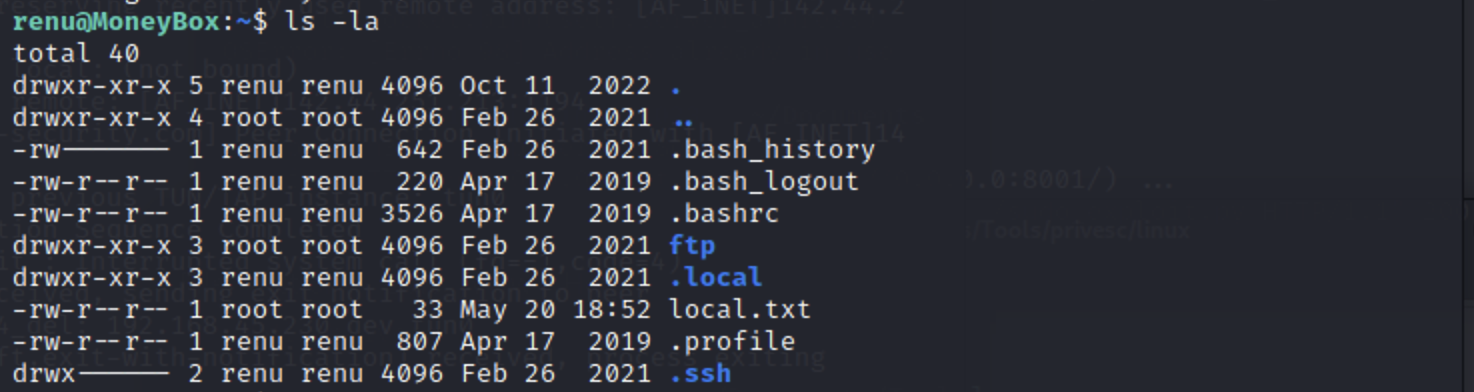 renu@MoneyBox:~$ ls -la
total 40
drwxr-xr-x 5 renu renu 4096 Oct 11  2022 .
drwxr-xr-x 4 root root 4096 Feb 26  2021 ..
-rw------- 1 renu renu  642 Feb 26  2021 .bash_history
-rw-r--r-- 1 renu renu  220 Apr 17  2019 .bash_logout
-rw-r--r-- 1 renu renu 3526 Apr 17  2019 .bashrc
drwxr-xr-x 3 root root 4096 Feb 26  2021 ftp
drwxr-xr-x 3 renu renu 4096 Feb 26  2021 .local
-rw-r--r-- 1 root root   33 May 20 18:52 local.txt
-rw-r--r-- 1 renu renu  807 Apr 17  2019 .profile
drwx------ 2 renu renu 4096 Feb 26  2021 .ssh